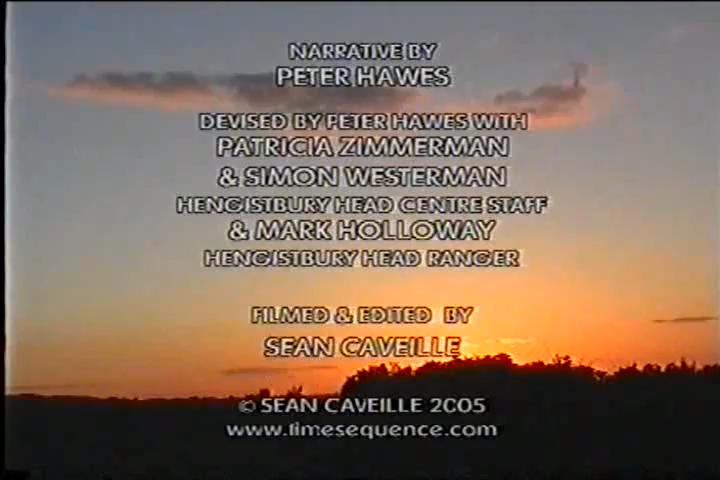 NARRATIVE BY
PETER HAWES
DEVISED BY PETER HAWES WITH
PATRICIA ZIMMERMAN
& SIMON WESTERMAN
HENGISTBURY HEAD CENTRE STAFF
& MARK HOLLOWAY
HENGISTBURY HEAD RANGER
FILMED & EDITED BY
SEAN CAVEILLE
© SEAN CAVEILLE 2005
www.timesequence.com